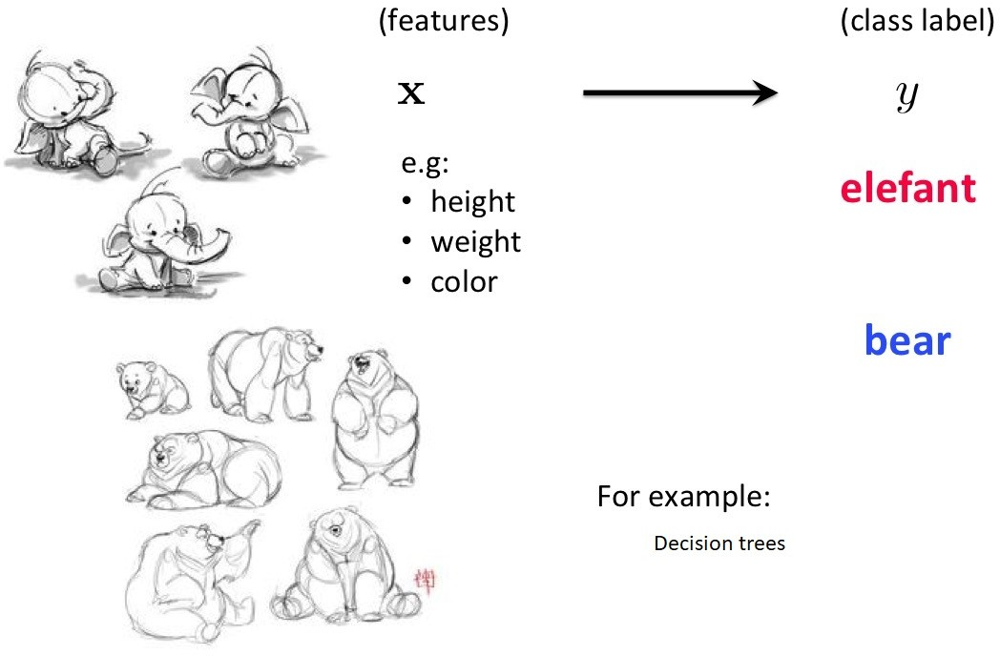 (features)
(class label)
x
y
e.g:
• height
• weight
• color
elefant
bear
For example:
Decision trees